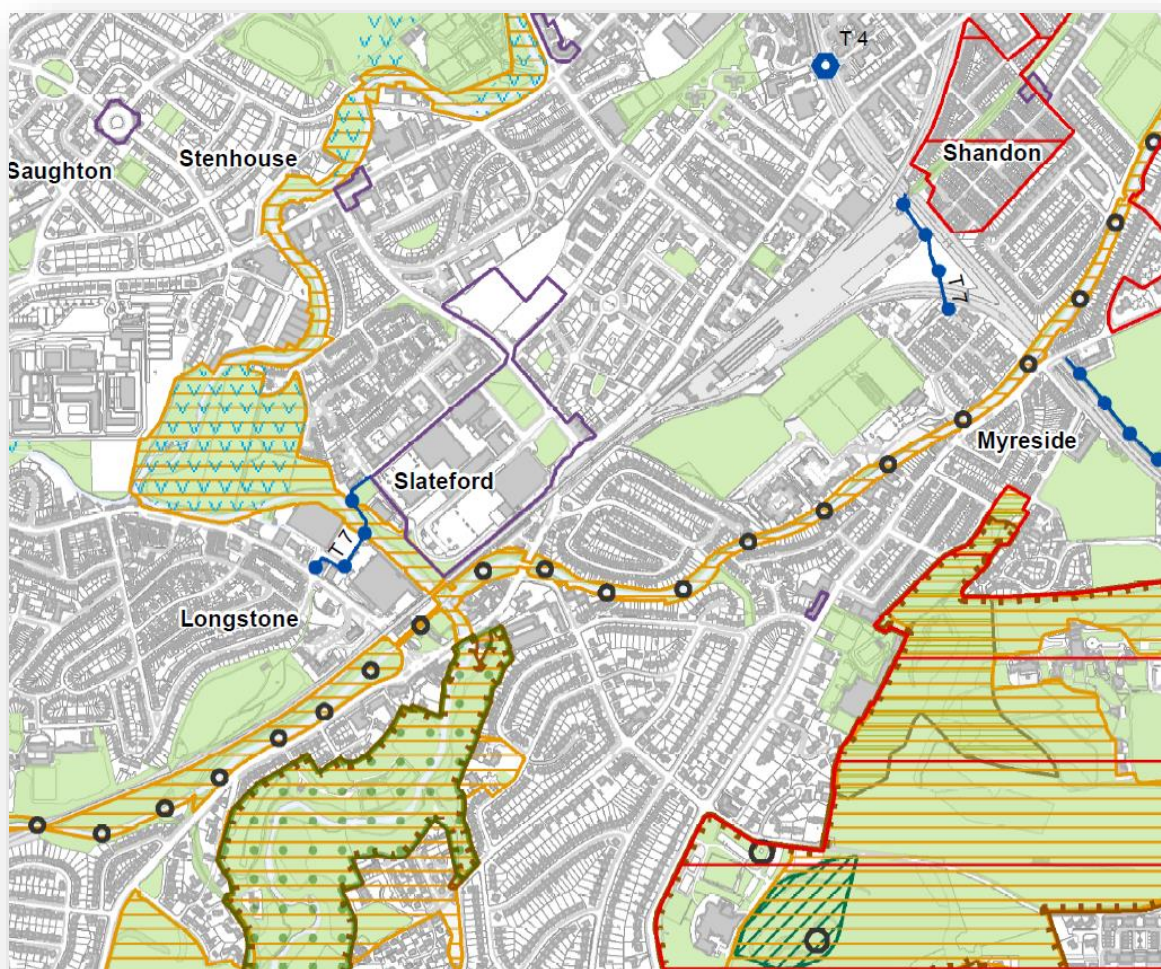 T 4
Stenhouse
Shandon
Saughton
T 7
Myreside
Slateford
T 7
Longstone